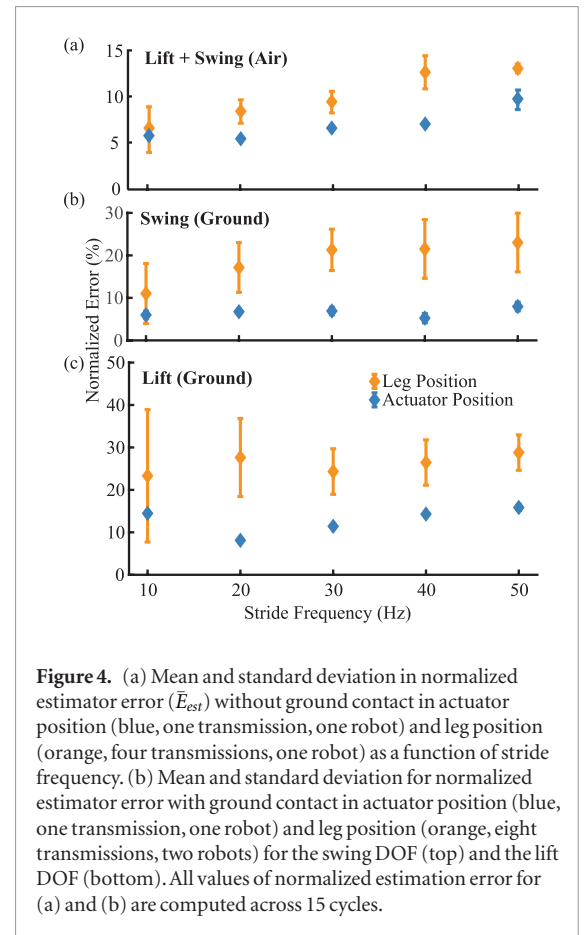 (a)
Lift + Swing (Air)
15
10
5
0
(b)
Swing (Ground)
30
20
10
0
Normalized Error (%)
(c)
Lift (Ground)
50
40
30
20
10
0
Leg Position
Actuator Position
10 20 30 40 50
Stride Frequency (Hz)
Figure 4. (a) Mean and standard deviation in normalized
estimator error (Ē_est) without ground contact in actuator
position (blue, one transmission, one robot) and leg position
(orange, four transmissions, one robot) as a function of stride
frequency. (b) Mean and standard deviation for normalized
estimator error with ground contact in actuator position (blue,
one transmission, one robot) and leg position (orange, eight
transmissions, two robots) for the swing DOF (top) and the lift
DOF (bottom). All values of normalized estimation error for
(a) and (b) are computed across 15 cycles.